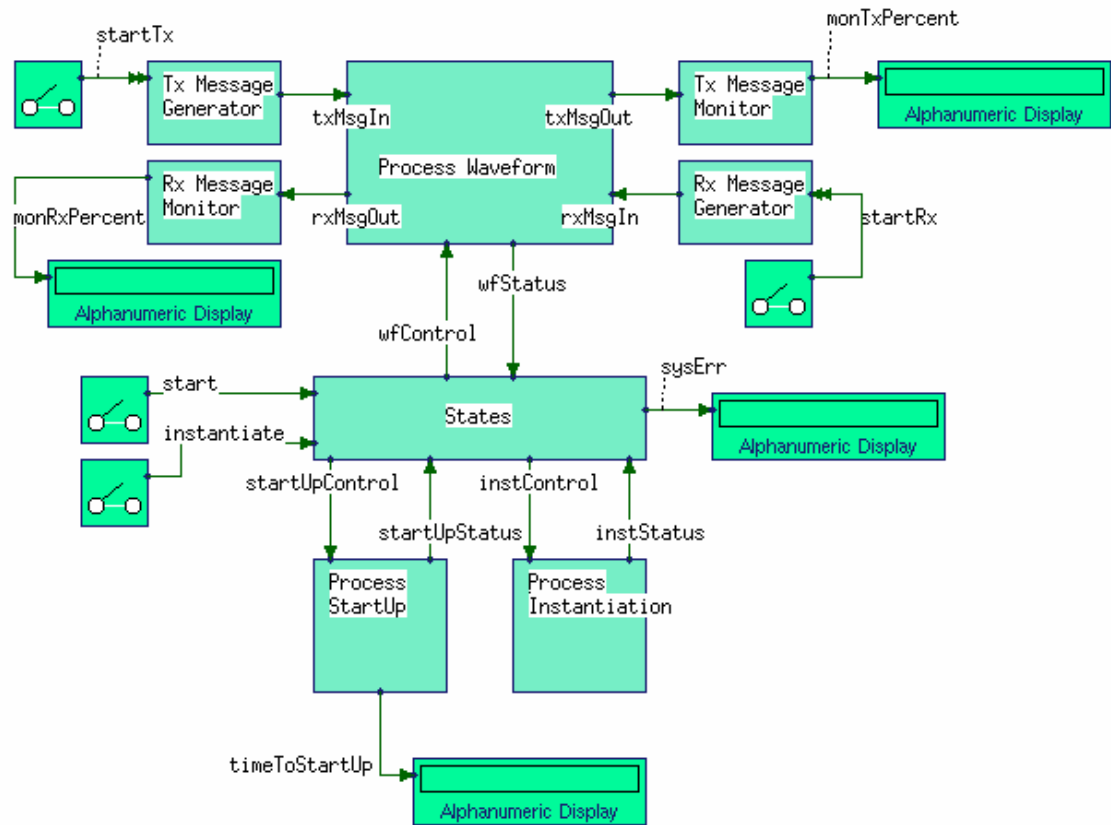 startTx
monTxPercent
Tx Message
Generator
txMsgIn
txMsgOut
Tx Message
Monitor
Alphanumeric Display
Process Waveform
Rx Message
Monitor
monRxPercent
rxMsgOut
rxMsgIn
Rx Message
Generator
startRx
Alphanumeric Display
wfStatus
wfControl
sysErr
start
States
instantiate
Alphanumeric Display
startUpControl
instControl
startUpStatus
instStatus
Process
StartUp
Process
Instantiation
timeToStartUp
Alphanumeric Display